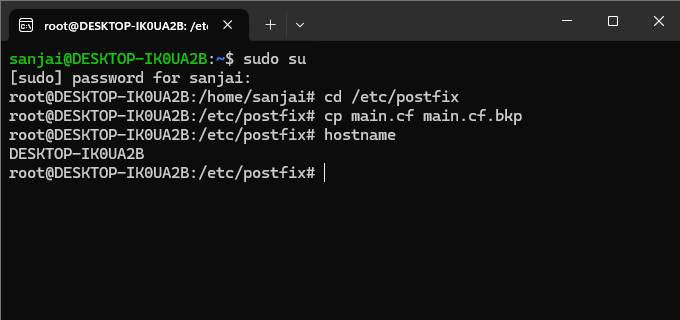 root@DESKTOP-IK0UA2B: /etc
sanjai@DESKTOP-IK0UA2B:~$ sudo su
[sudo] password for sanjai:
root@DESKTOP-IK0UA2B:/home/sanjai# cd /etc/postfix
root@DESKTOP-IK0UA2B:/etc/postfix# cp main.cf main.cf.bkp
root@DESKTOP-IK0UA2B:/etc/postfix# hostname
DESKTOP-IK0UA2B
root@DESKTOP-IK0UA2B:/etc/postfix#